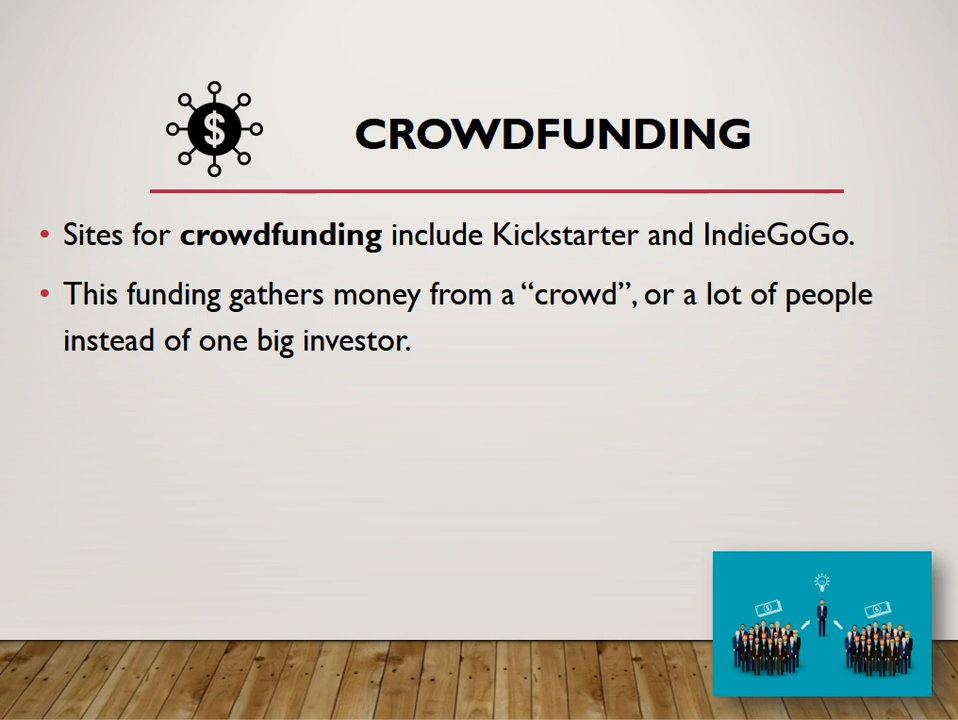 $
CROWDFUNDING
• Sites for crowdfunding include Kickstarter and IndieGoGo.
• This funding gathers money from a “crowd”, or a lot of people
instead of one big investor.